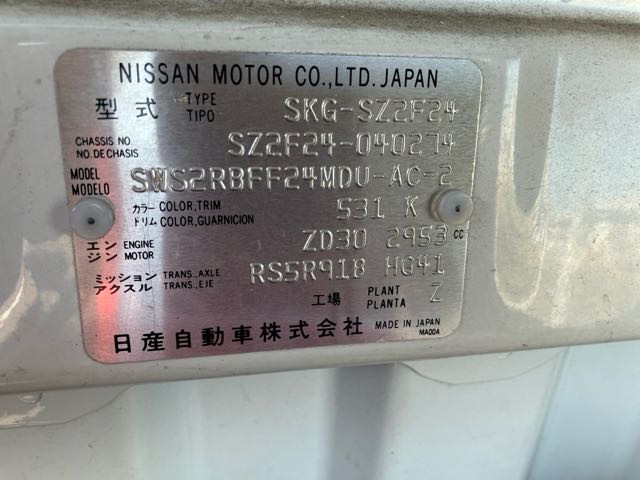 NISSAN MOTOR CO.,LTD. JAPAN
型式 TYPE TIPO SKG-SZ2F24
CHASSIS NO. NO. DE CHASIS SZ2F24-040274
MODEL MODELO SWS2RBFF24MDU-AC-2
カラー COLOR,TRIM トリム COLOR,GUARNICION 531 K
エンジン ENGINE MOTOR ZD30 2953 cc
ミッション アクスル TRANS.,AXLE TRANS.,EJE RS5R91B HG41
工場 PLANT PLANTA Z
日産自動車株式会社 MADE IN JAPAN
MA00A